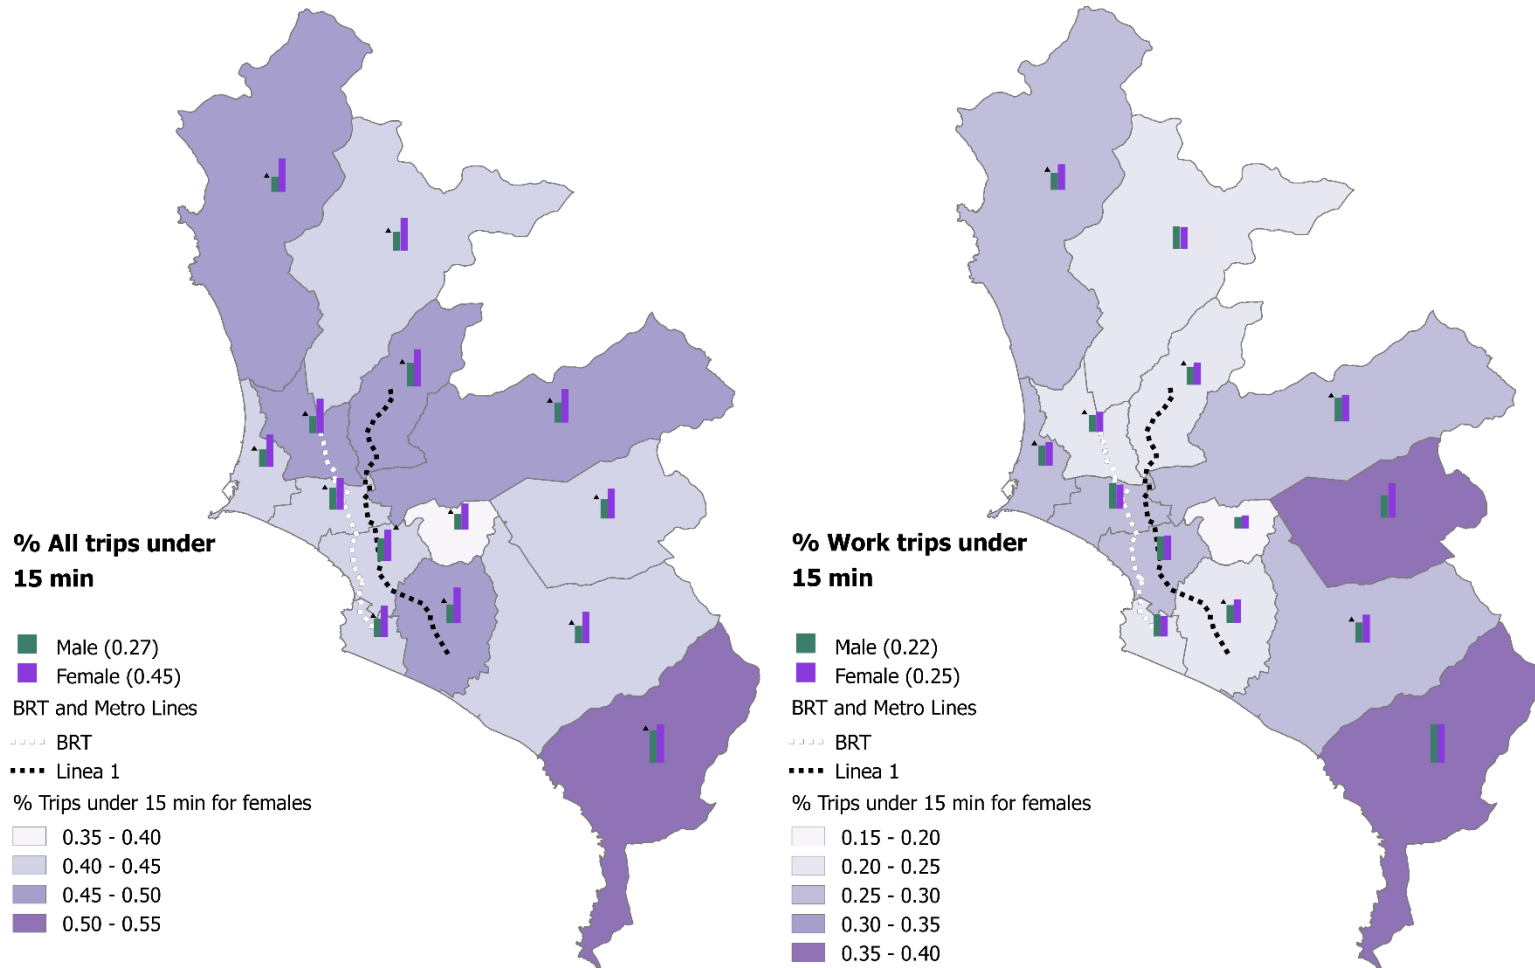 % All trips under
15 min
Male (0.27)
Female (0.45)
BRT and Metro Lines
BRT
Linea 1
% Trips under 15 min for females
0.35 - 0.40
0.40 - 0.45
0.45 - 0.50
0.50 - 0.55
% Work trips under
15 min
Male (0.22)
Female (0.25)
BRT and Metro Lines
BRT
Linea 1
% Trips under 15 min for females
0.15 - 0.20
0.20 - 0.25
0.25 - 0.30
0.30 - 0.35
0.35 - 0.40